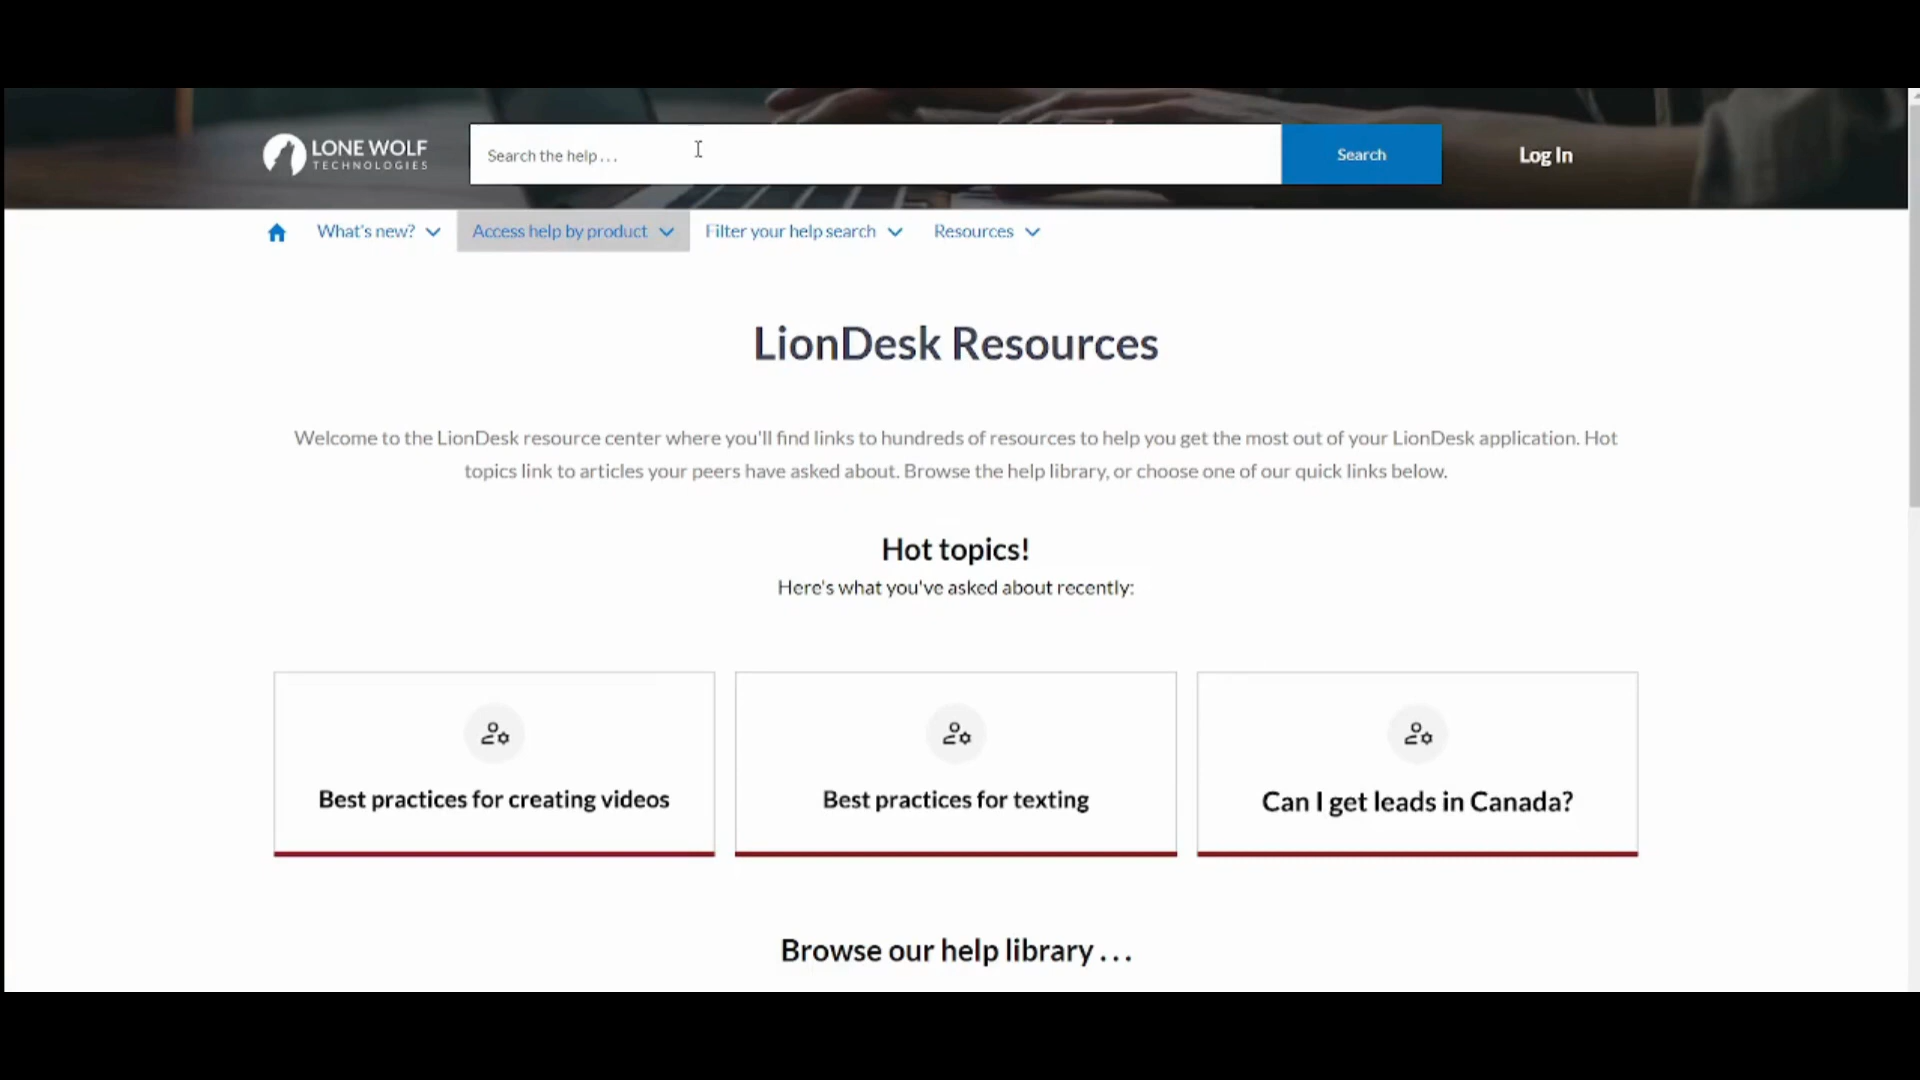 LONE WOLF
TECHNOLOGIES
Search the help . . .
Search
Log In
What's new?
Access help by product
Filter your help search
Resources
LionDesk Resources
Welcome to the LionDesk resource center where you'll find links to hundreds of resources to help you get the most out of your LionDesk application. Hot
topics link to articles your peers have asked about. Browse the help library, or choose one of our quick links below.
Hot topics!
Here's what you've asked about recently:
Best practices for creating videos
Best practices for texting
Can I get leads in Canada?
Browse our help library . . .